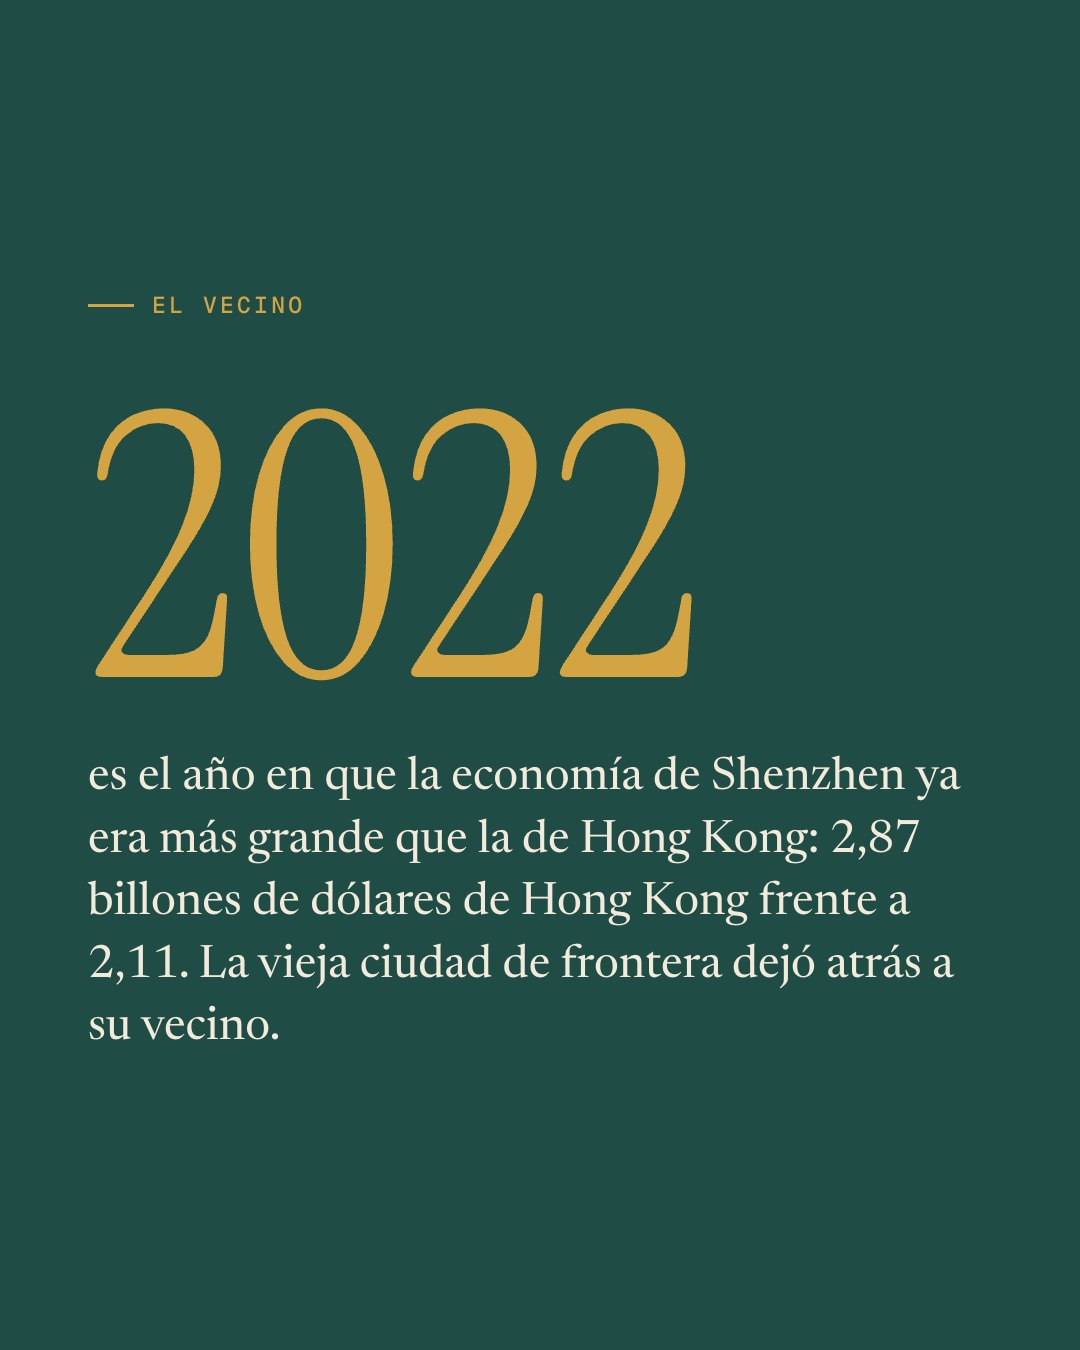 EL VECINO
2022
es el año en que la economía de Shenzhen ya
era más grande que la de Hong Kong: 2,87
billones de dólares de Hong Kong frente a
2,11. La vieja ciudad de frontera dejó atrás a
su vecino.